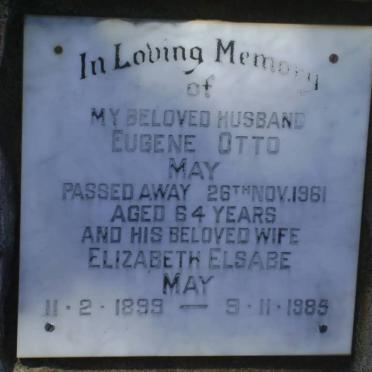 In Loving Memory
of
MY BELOVED HUSBAND
EUGENE OTTO
MAY
PASSED AWAY 26TH NOV. 1961
AGED 64 YEARS
AND HIS BELOVED WIFE
ELIZABETH ELSABE
MAY
11 · 2 · 1899 — 9 · 11 · 1985